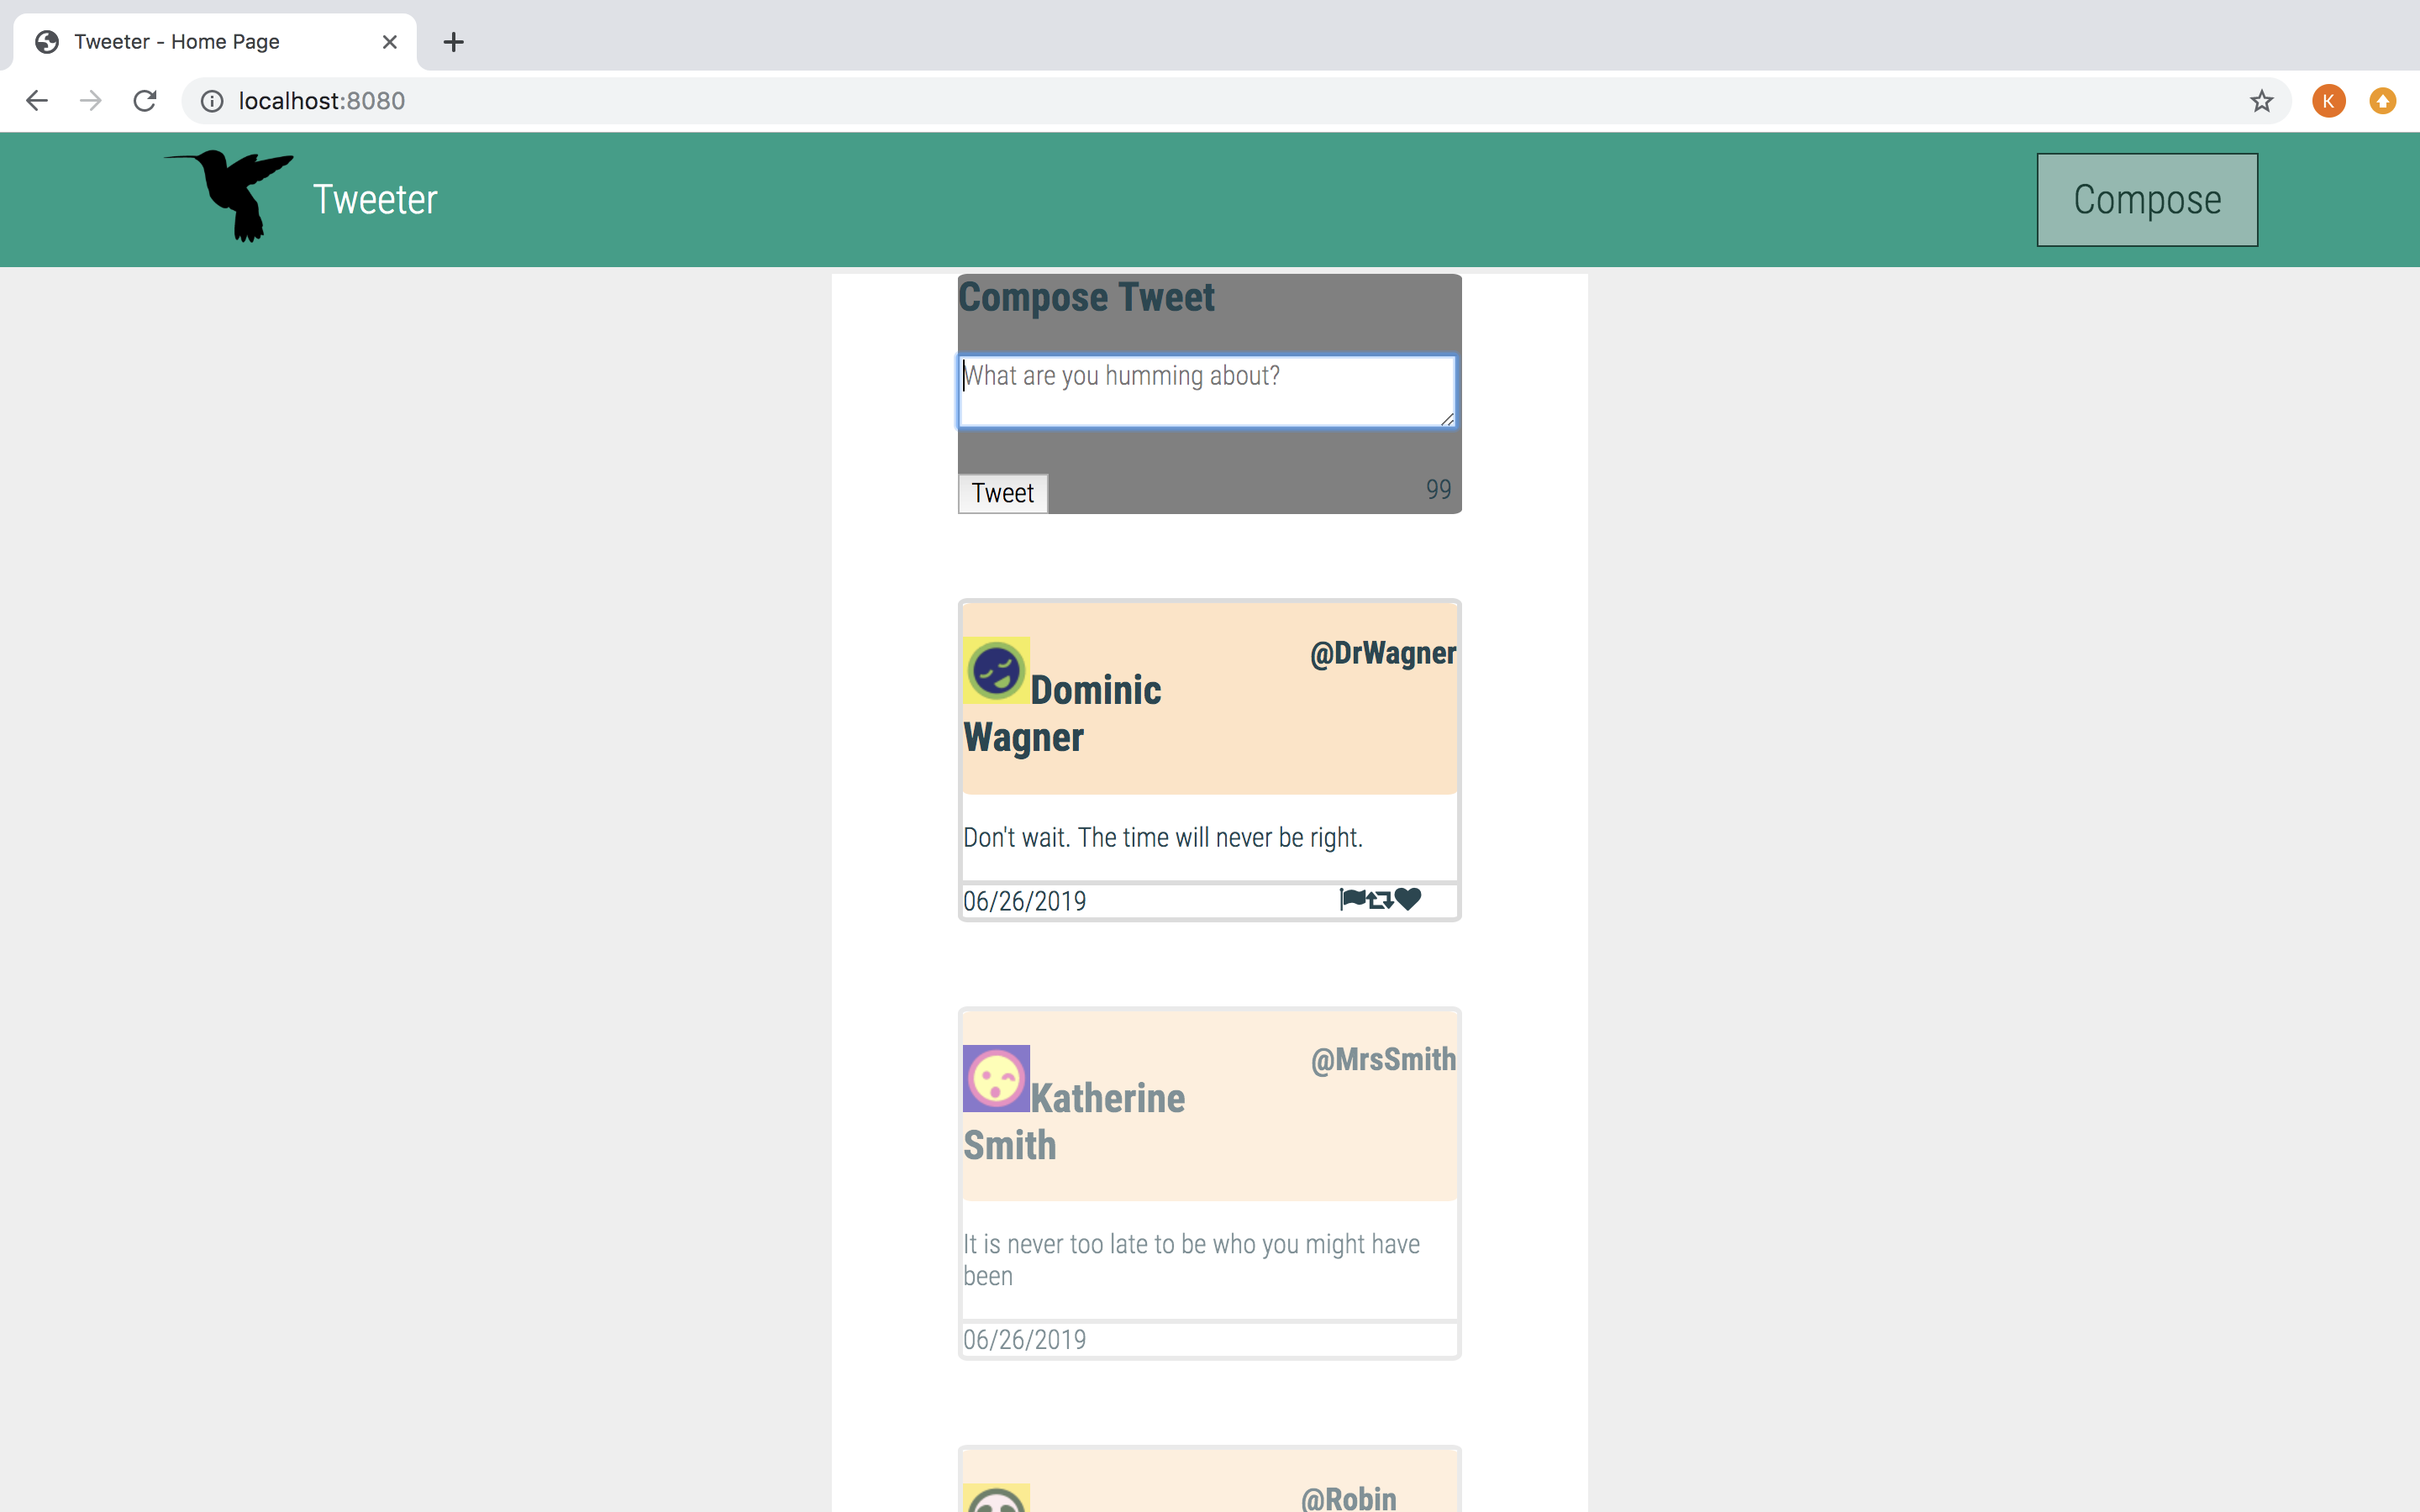 Tweeter - Home Page
localhost:8080
K
Tweeter
Compose
Compose Tweet
What are you humming about?
Tweet
99
@DrWagner
Dominic
Wagner
Don't wait. The time will never be right.
06/26/2019
@MrsSmith
Katherine
Smith
It is never too late to be who you might have
been
06/26/2019
@Robin